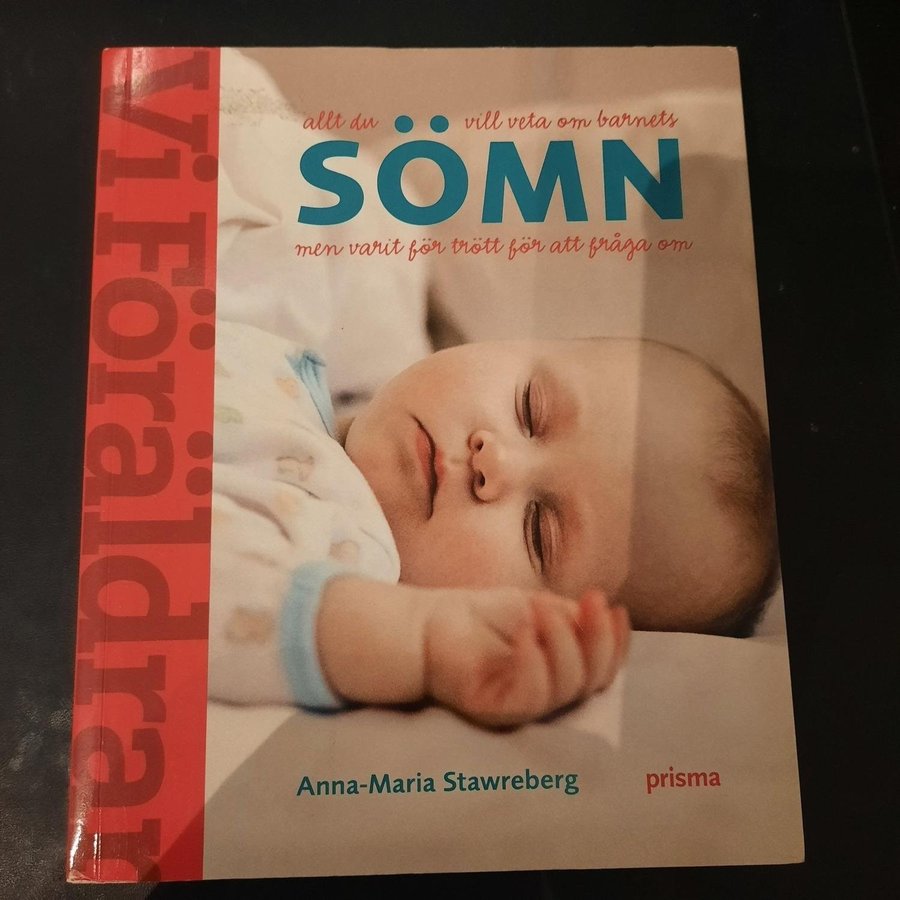 Vi Föräldrar
allt du vill veta om barnets
SÖMN
men varit för trött för att fråga om
Anna-Maria Stawreberg
prisma